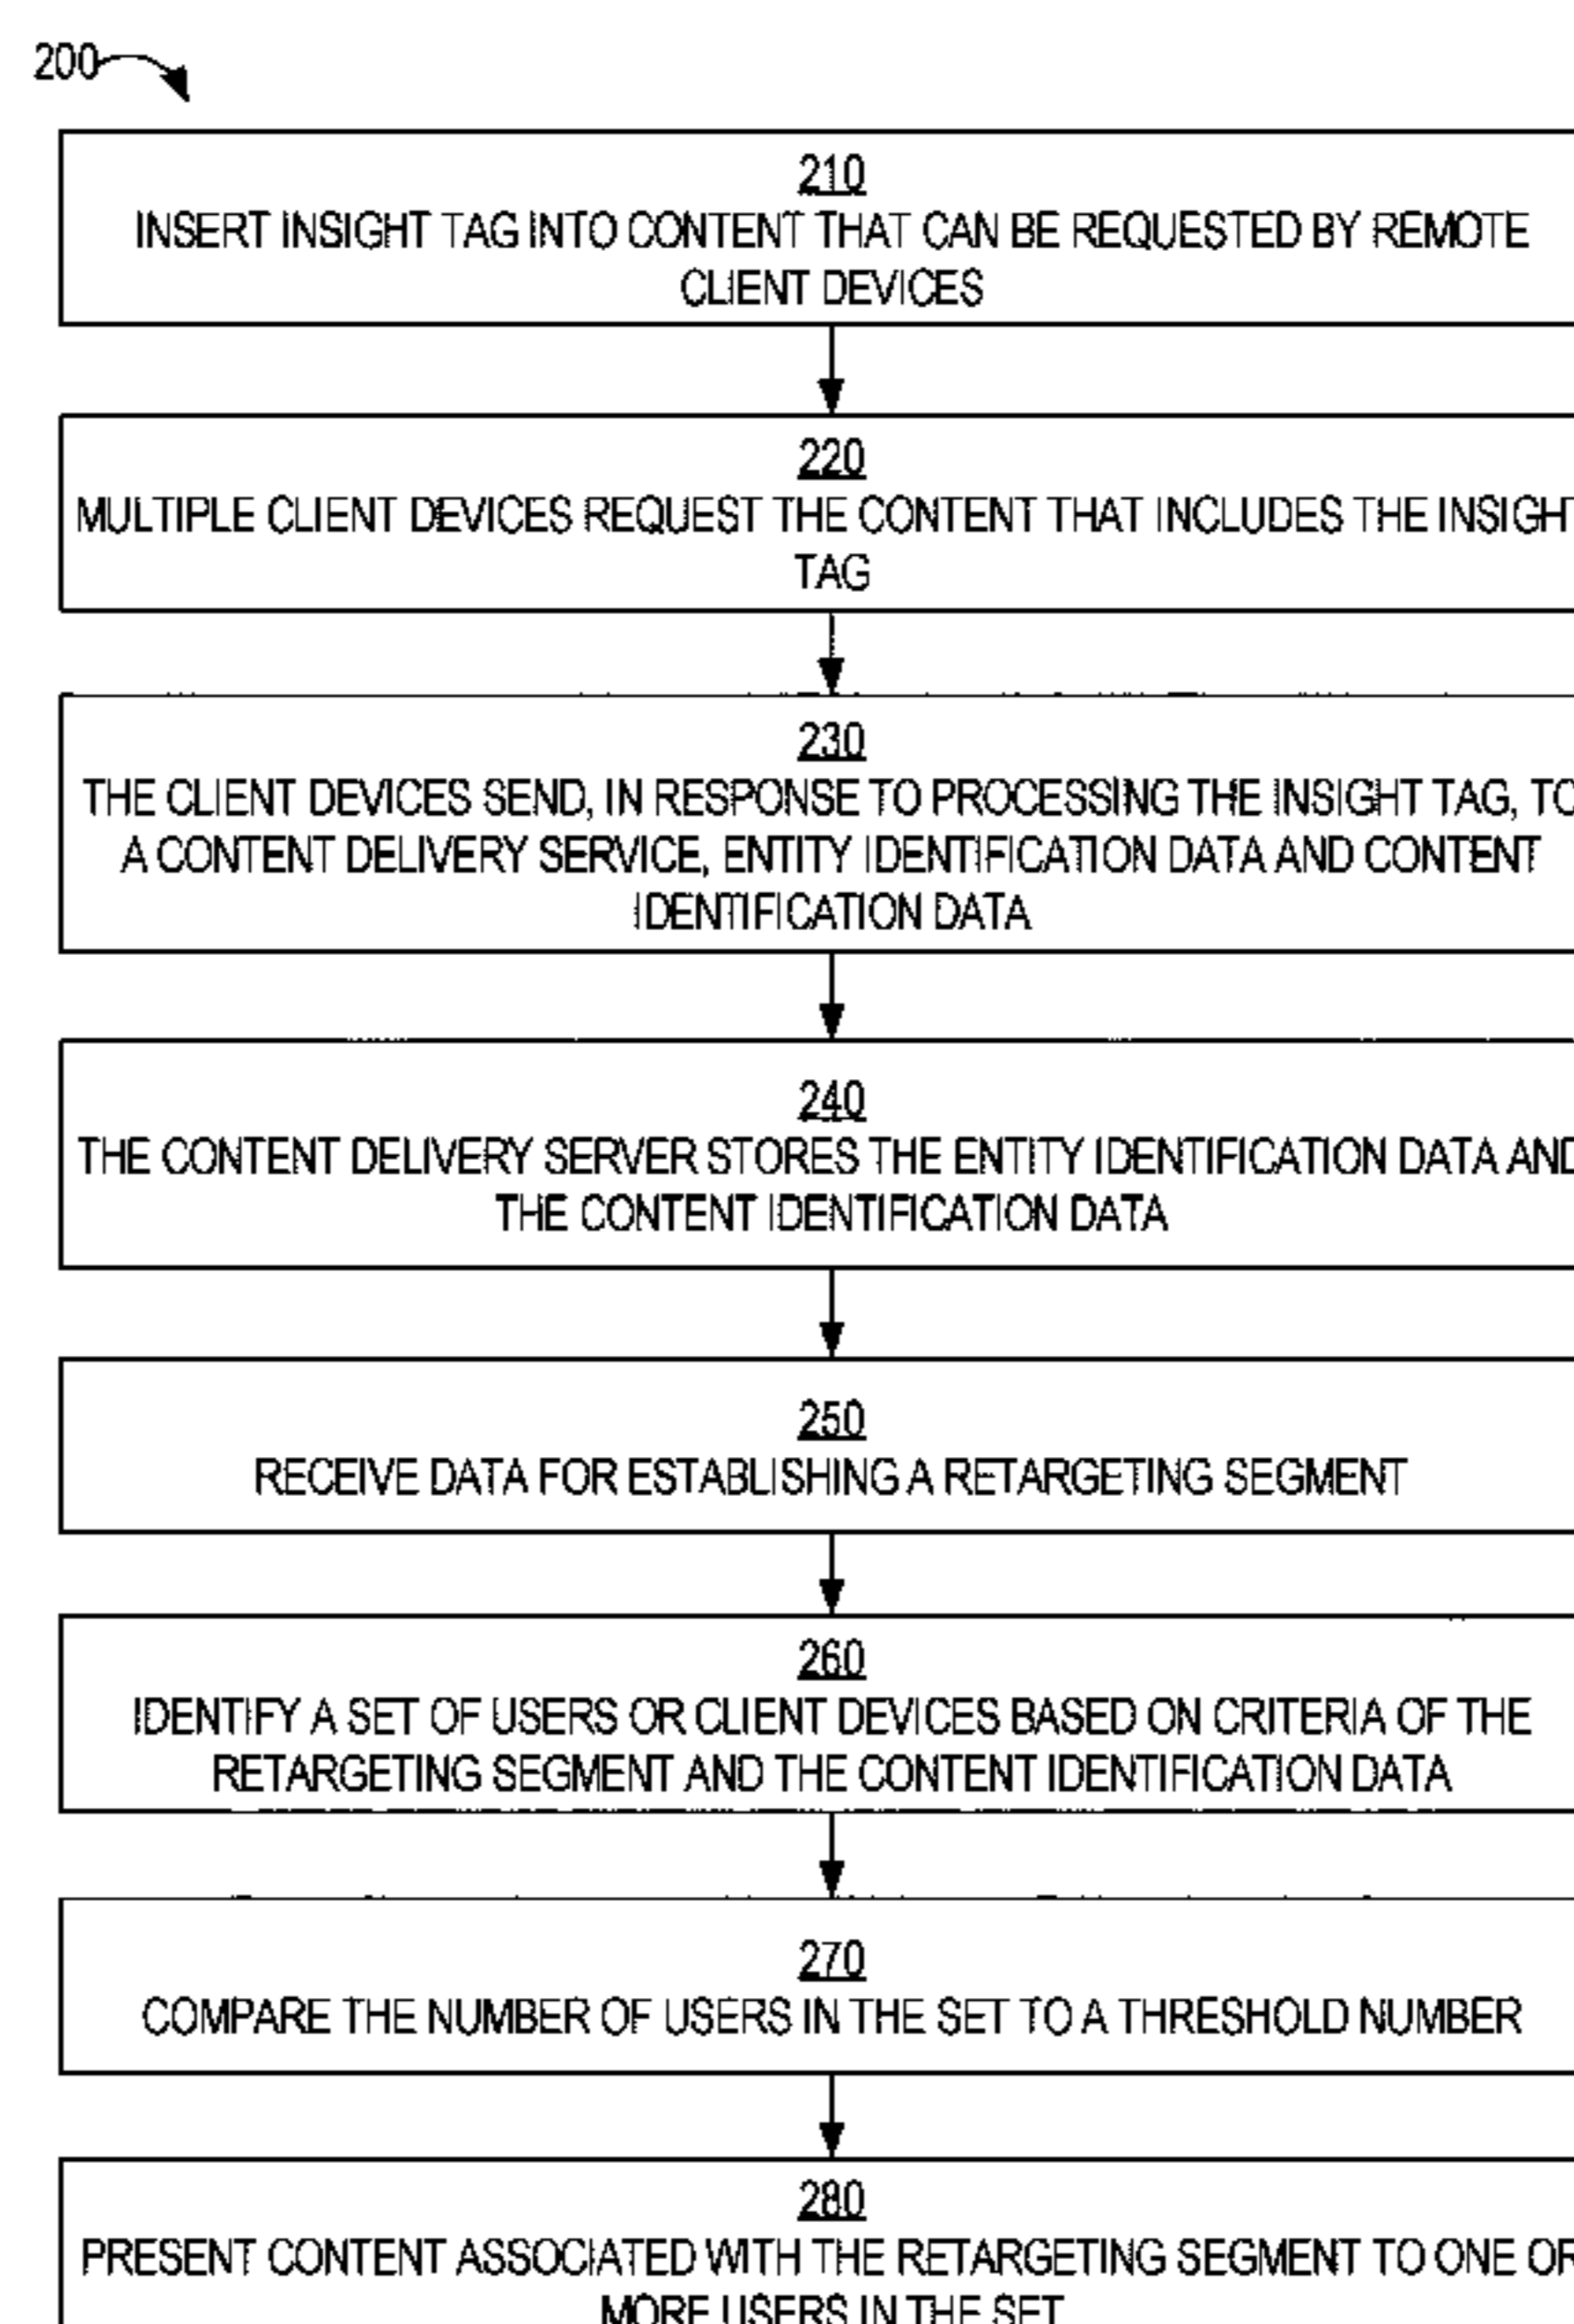 200
210
INSERT INSIGHT TAG INTO CONTENT THAT CAN BE REQUESTED BY REMOTE
CLIENT DEVICES
220
MULTIPLE CLIENT DEVICES REQUEST THE CONTENT THAT INCLUDES THE INSIGHT
TAG
230
THE CLIENT DEVICES SEND, IN RESPONSE TO PROCESSING THE INSIGHT TAG, TO
A CONTENT DELIVERY SERVICE, ENTITY IDENTIFICATION DATA AND CONTENT
IDENTIFICATION DATA
240
THE CONTENT DELIVERY SERVER STORES THE ENTITY IDENTIFICATION DATA AND
THE CONTENT IDENTIFICATION DATA
250
RECEIVE DATA FOR ESTABLISHING A RETARGETING SEGMENT
260
IDENTIFY A SET OF USERS OR CLIENT DEVICES BASED ON CRITERIA OF THE
RETARGETING SEGMENT AND THE CONTENT IDENTIFICATION DATA
270
COMPARE THE NUMBER OF USERS IN THE SET TO A THRESHOLD NUMBER
280
PRESENT CONTENT ASSOCIATED WITH THE RETARGETING SEGMENT TO ONE OR
MORE USERS IN THE SET